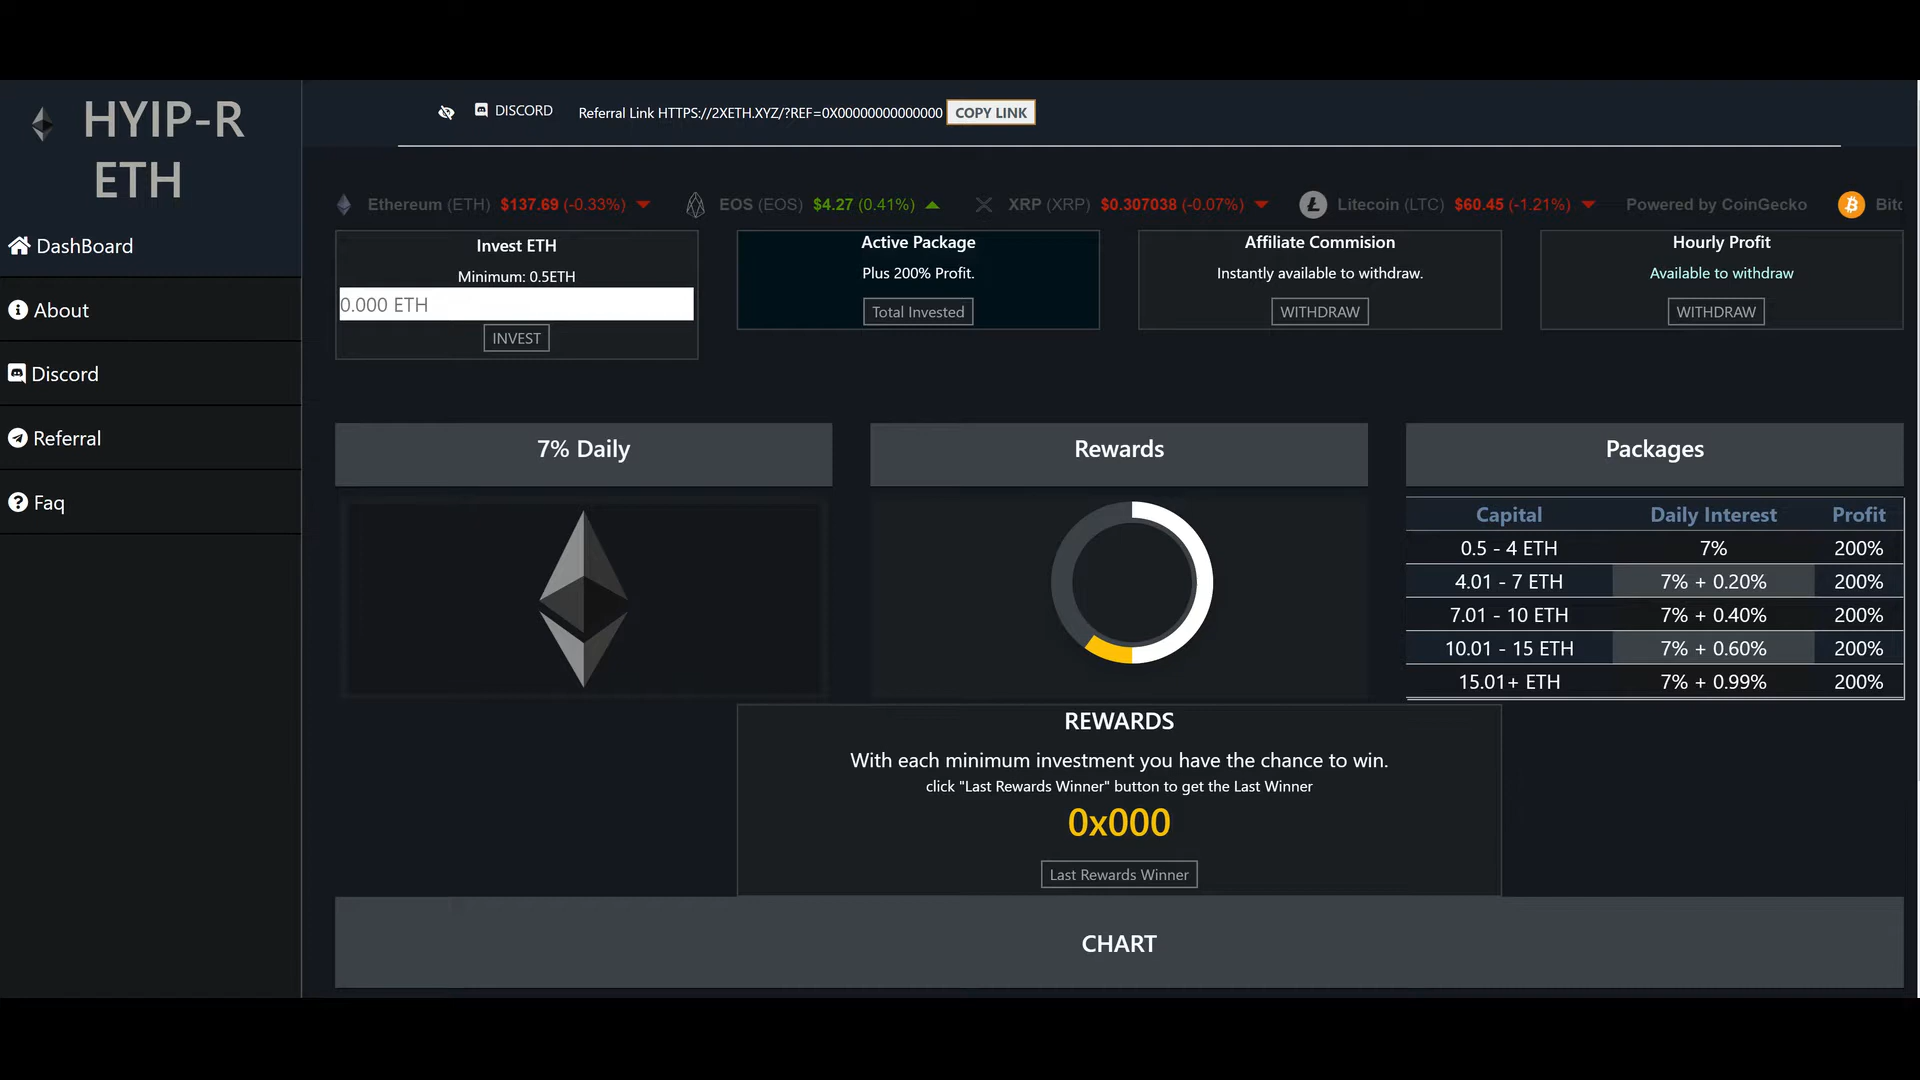 HYIP-R
ETH
DashBoard
About
Discord
Referral
Faq
DISCORD
Referral Link HTTPS://2XETH.XYZ/?REF=0X00000000000000 COPY LINK
Ethereum (ETH) $137.69 (-0.33%) EOS (EOS) $4.27 (0.41%) XRP (XRP) $0.307038 (-0.07%) Litecoin (LTC) $60.45 (-1.21%) Powered by CoinGecko Bitc
Invest ETH
Minimum: 0.5ETH
0.000 ETH
INVEST
Active Package
Plus 200% Profit.
Total Invested
Affiliate Commision
Instantly available to withdraw.
WITHDRAW
Hourly Profit
Available to withdraw
WITHDRAW
7% Daily
Rewards
Packages
Capital Daily Interest Profit
0.5 - 4 ETH 7% 200%
4.01 - 7 ETH 7% + 0.20% 200%
7.01 - 10 ETH 7% + 0.40% 200%
10.01 - 15 ETH 7% + 0.60% 200%
15.01+ ETH 7% + 0.99% 200%
REWARDS
With each minimum investment you have the chance to win.
click "Last Rewards Winner" button to get the Last Winner
0x000
Last Rewards Winner
CHART